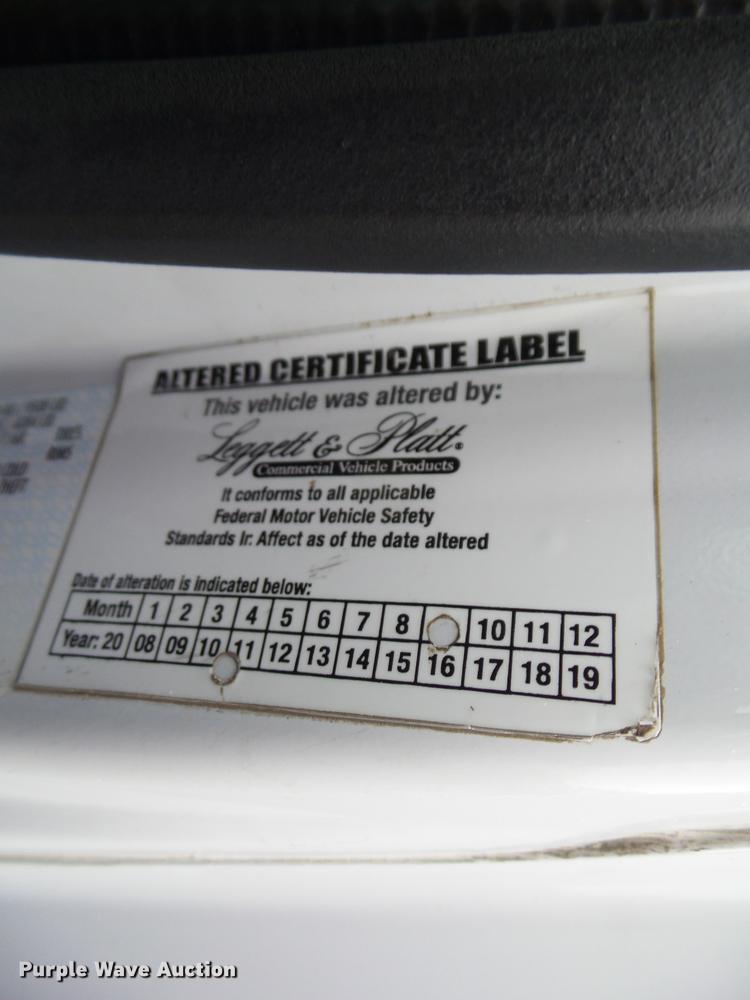 ALTERED CERTIFICATE LABEL
This vehicle was altered by:
Leggett & Platt®
Commercial Vehicle Products
It conforms to all applicable
Federal Motor Vehicle Safety
Standards Ir. Affect as of the date altered
Date of alteration is indicated below:
Month 1 2 3 4 5 6 7 8 10 11 12
Year: 20 08 09 10 11 12 13 14 15 16 17 18 19
Purple Wave Auction